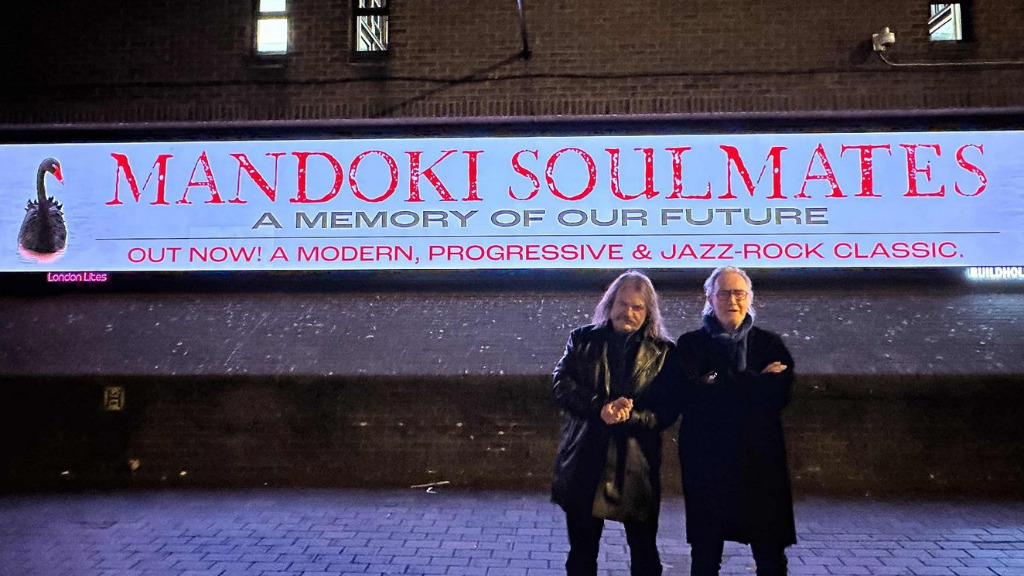 MANDOKI SOULMATES
A MEMORY OF OUR FUTURE
OUT NOW! A MODERN, PROGRESSIVE & JAZZ-ROCK CLASSIC.
London Lites